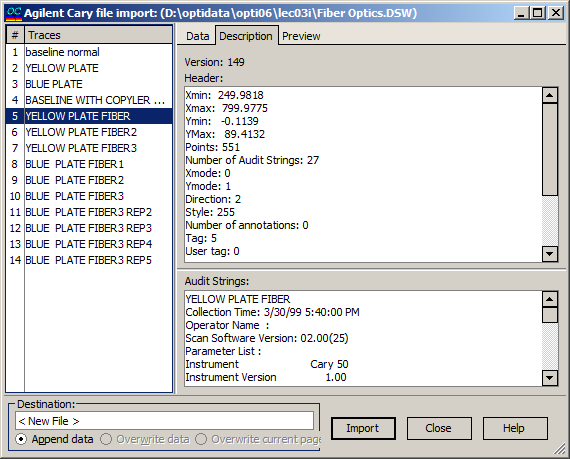 OC Agilent Cary file import: (D:\optidata\opti06\lec03i\Fiber Optics.DSW)
# Traces
1 baseline normal
2 YELLOW PLATE
3 BLUE PLATE
4 BASELINE WITH COPYLER ...
5 YELLOW PLATE FIBER
6 YELLOW PLATE FIBER2
7 YELLOW PLATE FIBER3
8 BLUE PLATE FIBER1
9 BLUE PLATE FIBER2
10 BLUE PLATE FIBER3
11 BLUE PLATE FIBER3 REP2
12 BLUE PLATE FIBER3 REP3
13 BLUE PLATE FIBER3 REP4
14 BLUE PLATE FIBER3 REP5
Data Description Preview
Version: 149
Header:
Xmin: 249.9818
Xmax: 799.9775
Ymin: -0.1139
YMax: 89.4132
Points: 551
Number of Audit Strings: 27
Xmode: 0
Ymode: 1
Direction: 2
Style: 255
Number of annotations: 0
Tag: 5
User tag: 0
Audit Strings:
YELLOW PLATE FIBER
Collection Time: 3/30/99 5:40:00 PM
Operator Name :
Scan Software Version: 02.00(25)
Parameter List :
Instrument Cary 50
Instrument Version 1.00
Destination:
< New File >
Append data Overwrite data Overwrite current page
Import Close Help